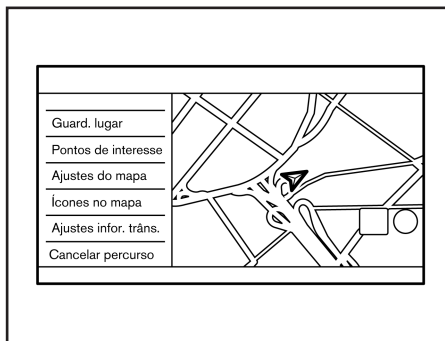 Guard. lugar
Pontos de interesse
Ajustes do mapa
Ícones no mapa
Ajustes infor. trâns.
Cancelar percurso